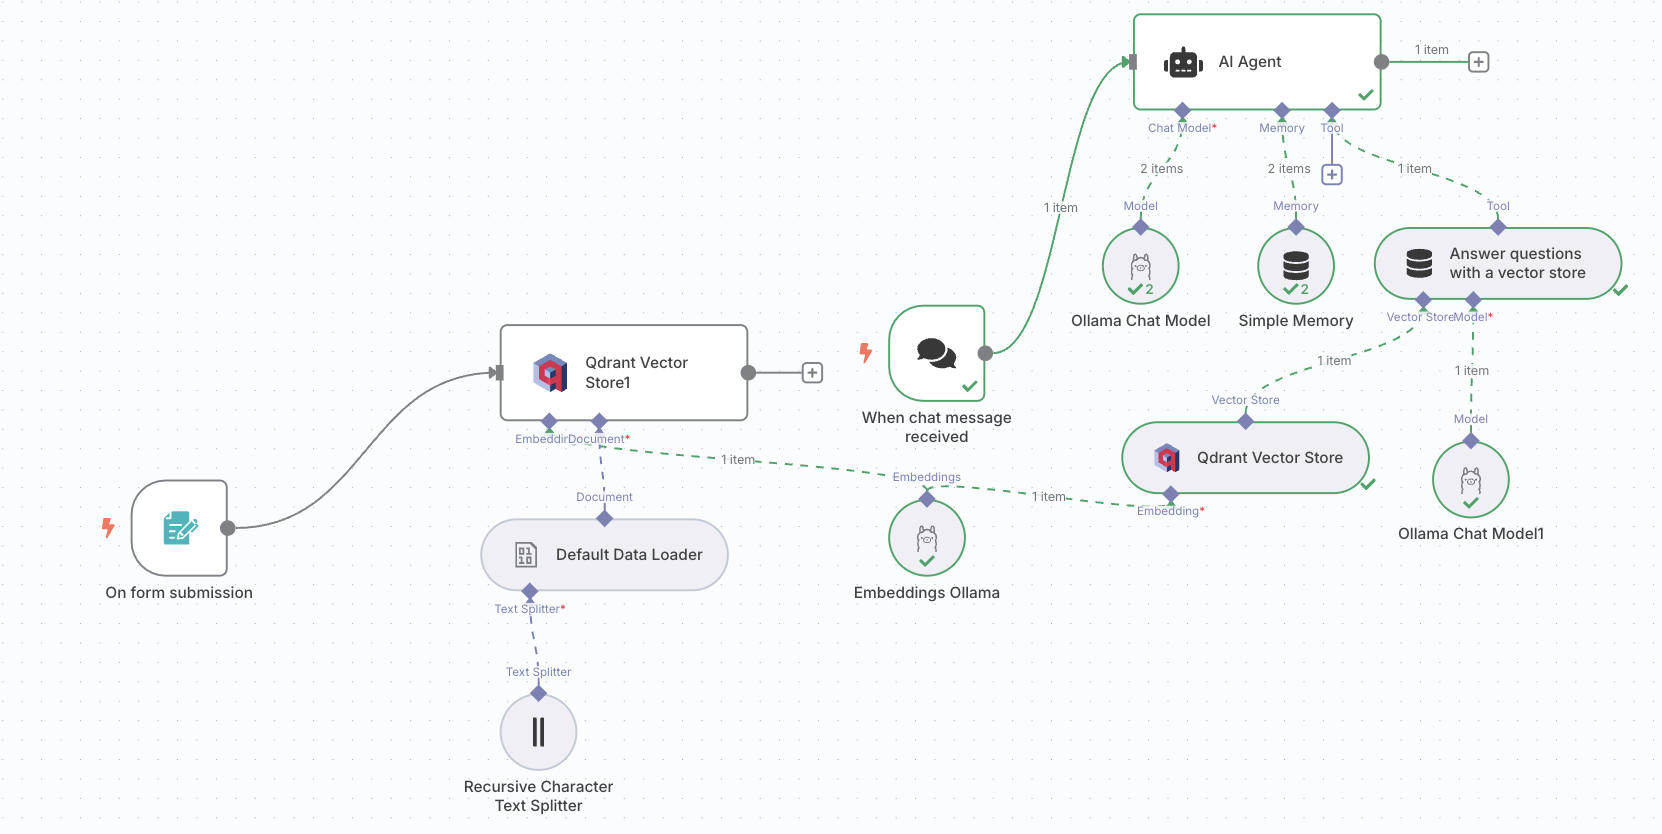 AI Agent
1 item
Chat Model*
Memory
Tool
2 items
2 items
1 item
Model
Memory
Tool
1 item
Answer questions
with a vector store
2
2
Ollama Chat Model
Simple Memory
Vector Store
Model*
Qdrant Vector
Store1
1 item
1 item
Vector Store
When chat message
received
Model
Document*
1 item
Qdrant Vector Store
Embeddings
Document
1 item
Embedding*
Ollama Chat Model1
On form submission
Default Data Loader
Embeddings Ollama
Text Splitter*
Text Splitter
Recursive Character
Text Splitter